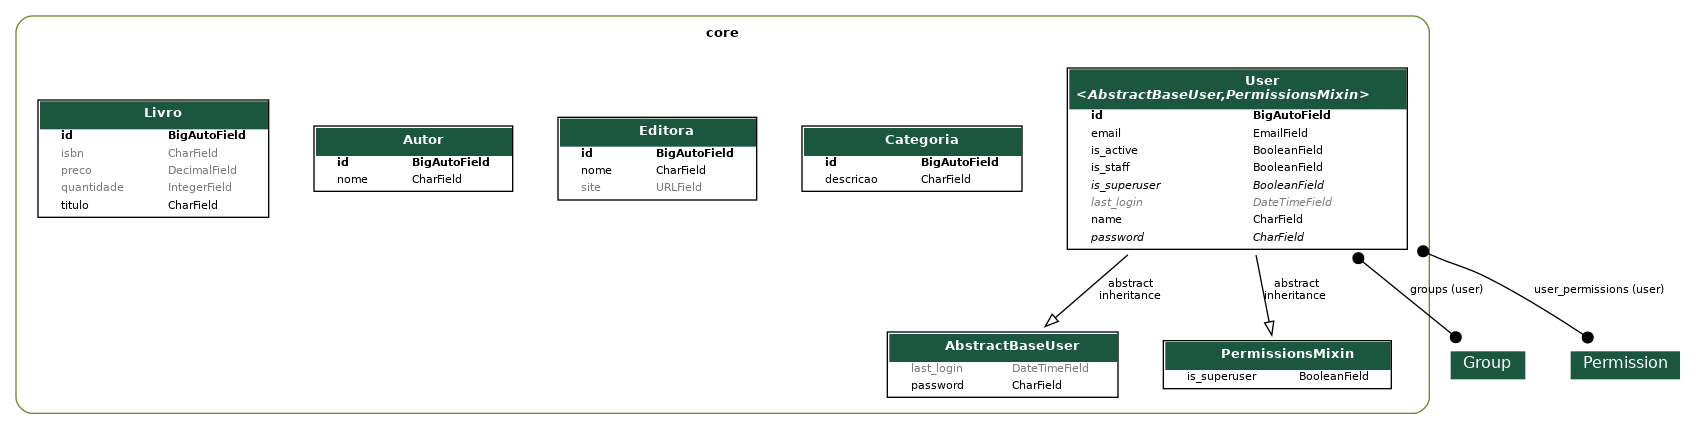 core
Livro
id BigAutoField
isbn CharField
preco DecimalField
quantidade IntegerField
titulo CharField
Autor
id BigAutoField
nome CharField
Editora
id BigAutoField
nome CharField
site URLField
Categoria
id BigAutoField
descricao CharField
User
<AbstractBaseUser,PermissionsMixin>
id BigAutoField
email EmailField
is_active BooleanField
is_staff BooleanField
is_superuser BooleanField
last_login DateTimeField
name CharField
password CharField
abstract
inheritance
abstract
inheritance
groups (user)
user_permissions (user)
AbstractBaseUser
last_login DateTimeField
password CharField
PermissionsMixin
is_superuser BooleanField
Group
Permission